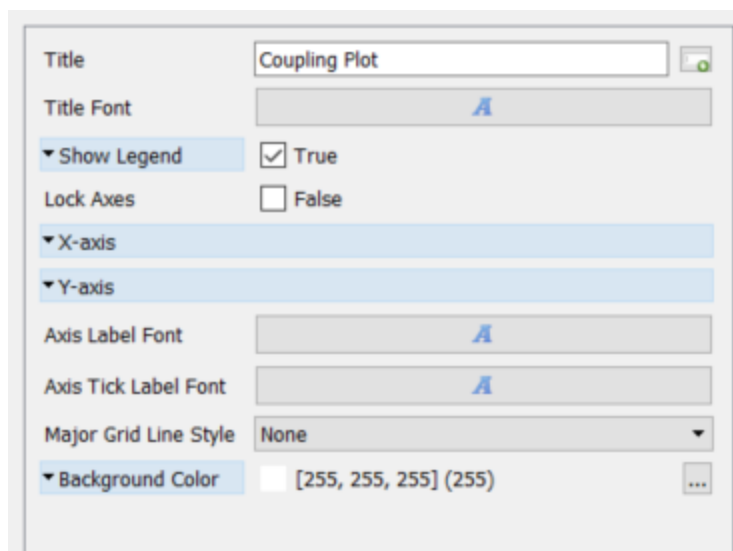 Title Coupling Plot
Title Font A
Show Legend True
Lock Axes False
X-axis
Y-axis
Axis Label Font A
Axis Tick Label Font A
Major Grid Line Style None
Background Color [255, 255, 255] (255) ...